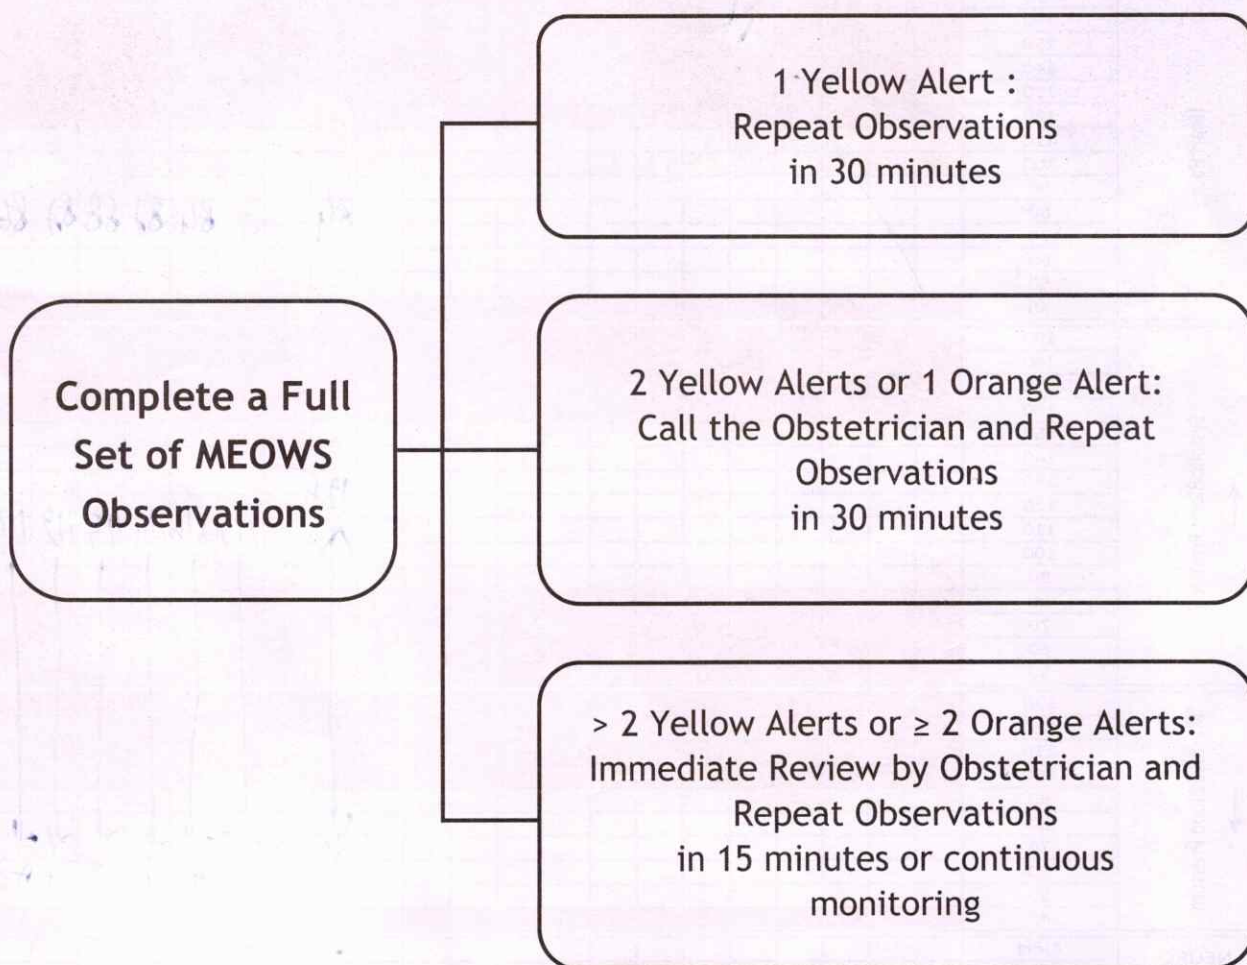 1 Yellow Alert :
Repeat Observations
in 30 minutes
Complete a Full
Set of MEOWS
Observations
2 Yellow Alerts or 1 Orange Alert:
Call the Obstetrician and Repeat
Observations
in 30 minutes
> 2 Yellow Alerts or ≥ 2 Orange Alerts:
Immediate Review by Obstetrician and
Repeat Observations
in 15 minutes or continuous
monitoring